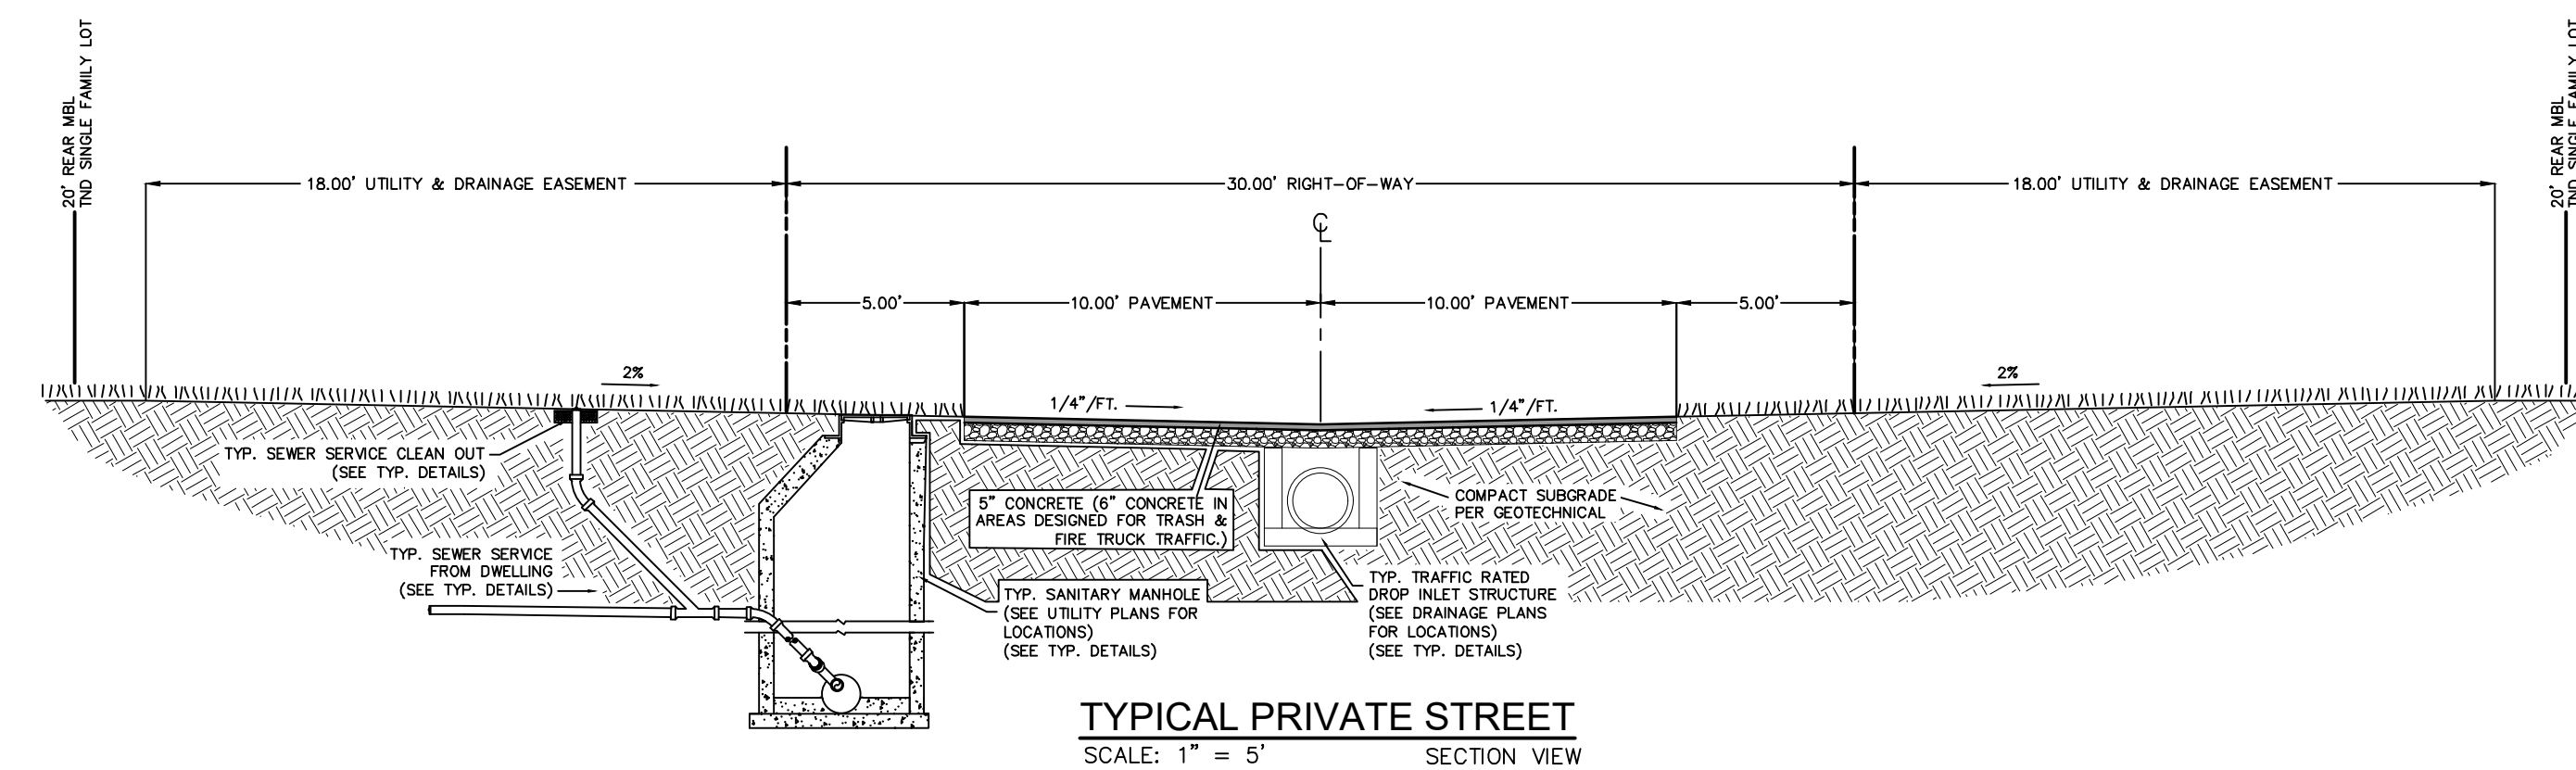 20' REAR MBL
TND SINGLE FAMILY LOT
20' REAR MBL
TND SINGLE FAMILY LOT
18.00' UTILITY & DRAINAGE EASEMENT
30.00' RIGHT-OF-WAY
18.00' UTILITY & DRAINAGE EASEMENT
CL
5.00'
10.00' PAVEMENT
10.00' PAVEMENT
5.00'
2%
2%
1/4"/FT.
1/4"/FT.
TYP. SEWER SERVICE CLEAN OUT
(SEE TYP. DETAILS)
5" CONCRETE (6" CONCRETE IN
AREAS DESIGNED FOR TRASH &
FIRE TRUCK TRAFFIC.)
COMPACT SUBGRADE
PER GEOTECHNICAL
TYP. SEWER SERVICE
FROM DWELLING
(SEE TYP. DETAILS)
TYP. SANITARY MANHOLE
(SEE UTILITY PLANS FOR
LOCATIONS)
(SEE TYP. DETAILS)
TYP. TRAFFIC RATED
DROP INLET STRUCTURE
(SEE DRAINAGE PLANS
FOR LOCATIONS)
(SEE TYP. DETAILS)
TYPICAL PRIVATE STREET
SCALE: 1" = 5'
SECTION VIEW